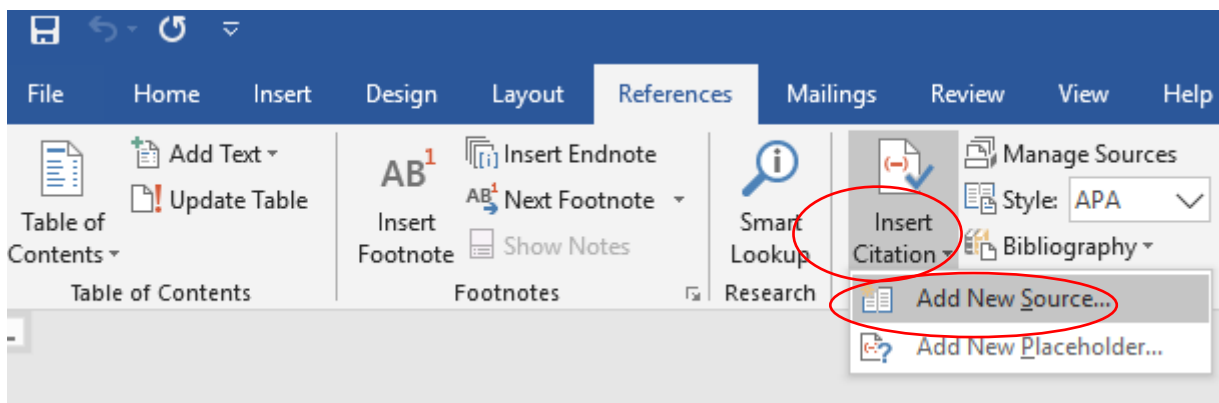 File Home Insert Design Layout References Mailings Review View Help
Table of
Contents
Add Text
Update Table
Table of Contents
AB1
Insert
Footnote
[i] Insert Endnote
AB1 Next Footnote
Show Notes
Footnotes
Smart
Lookup
Research
Insert
Citation
Manage Sources
Style: APA
Bibliography
Add New Source...
Add New Placeholder...